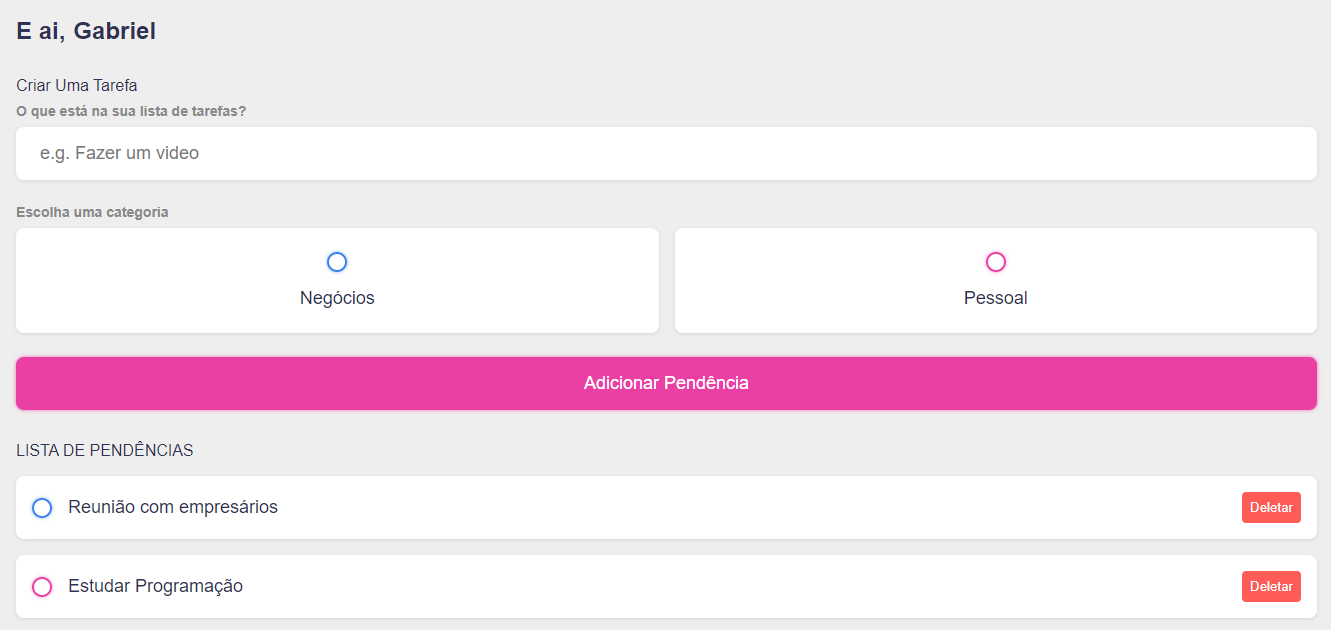 E ai, Gabriel
Criar Uma Tarefa
O que está na sua lista de tarefas?
e.g. Fazer um video
Escolha uma categoria
Negócios
Pessoal
Adicionar Pendência
LISTA DE PENDÊNCIAS
Reunião com empresários
Deletar
Estudar Programação
Deletar